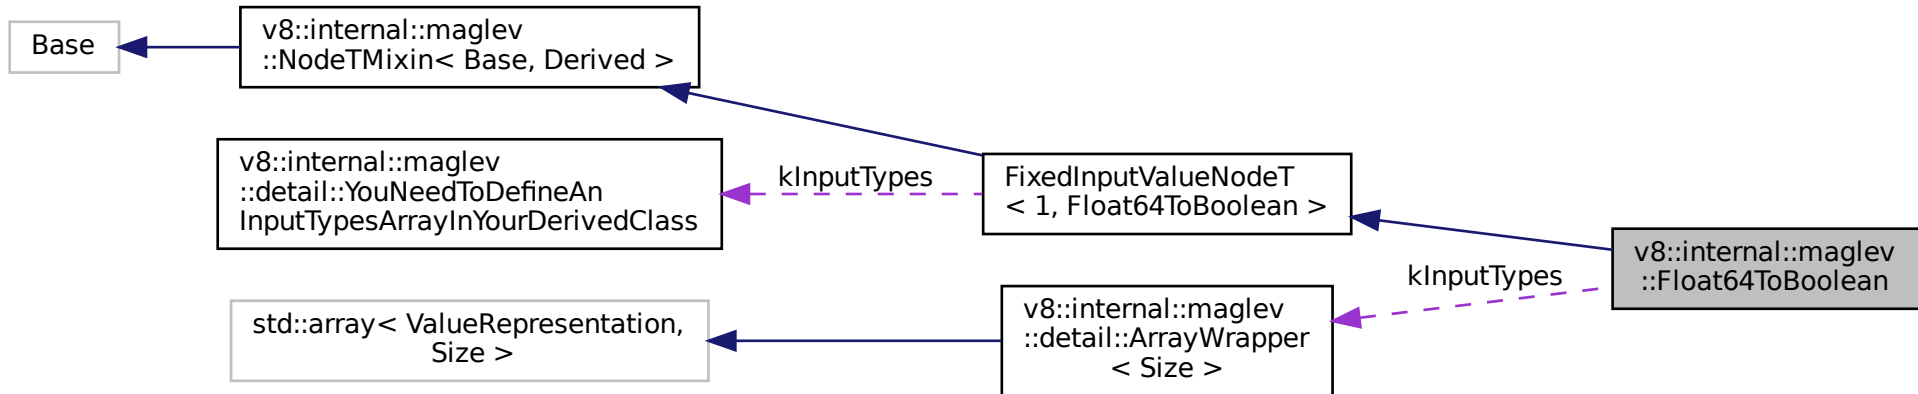 Base
v8::internal::maglev
::NodeTMixin< Base, Derived >
v8::internal::maglev
::detail::YouNeedToDefineAn
InputTypesArrayInYourDerivedClass
kInputTypes
FixedInputValueNodeT
< 1, Float64ToBoolean >
std::array< ValueRepresentation,
Size >
v8::internal::maglev
::detail::ArrayWrapper
< Size >
kInputTypes
v8::internal::maglev
::Float64ToBoolean